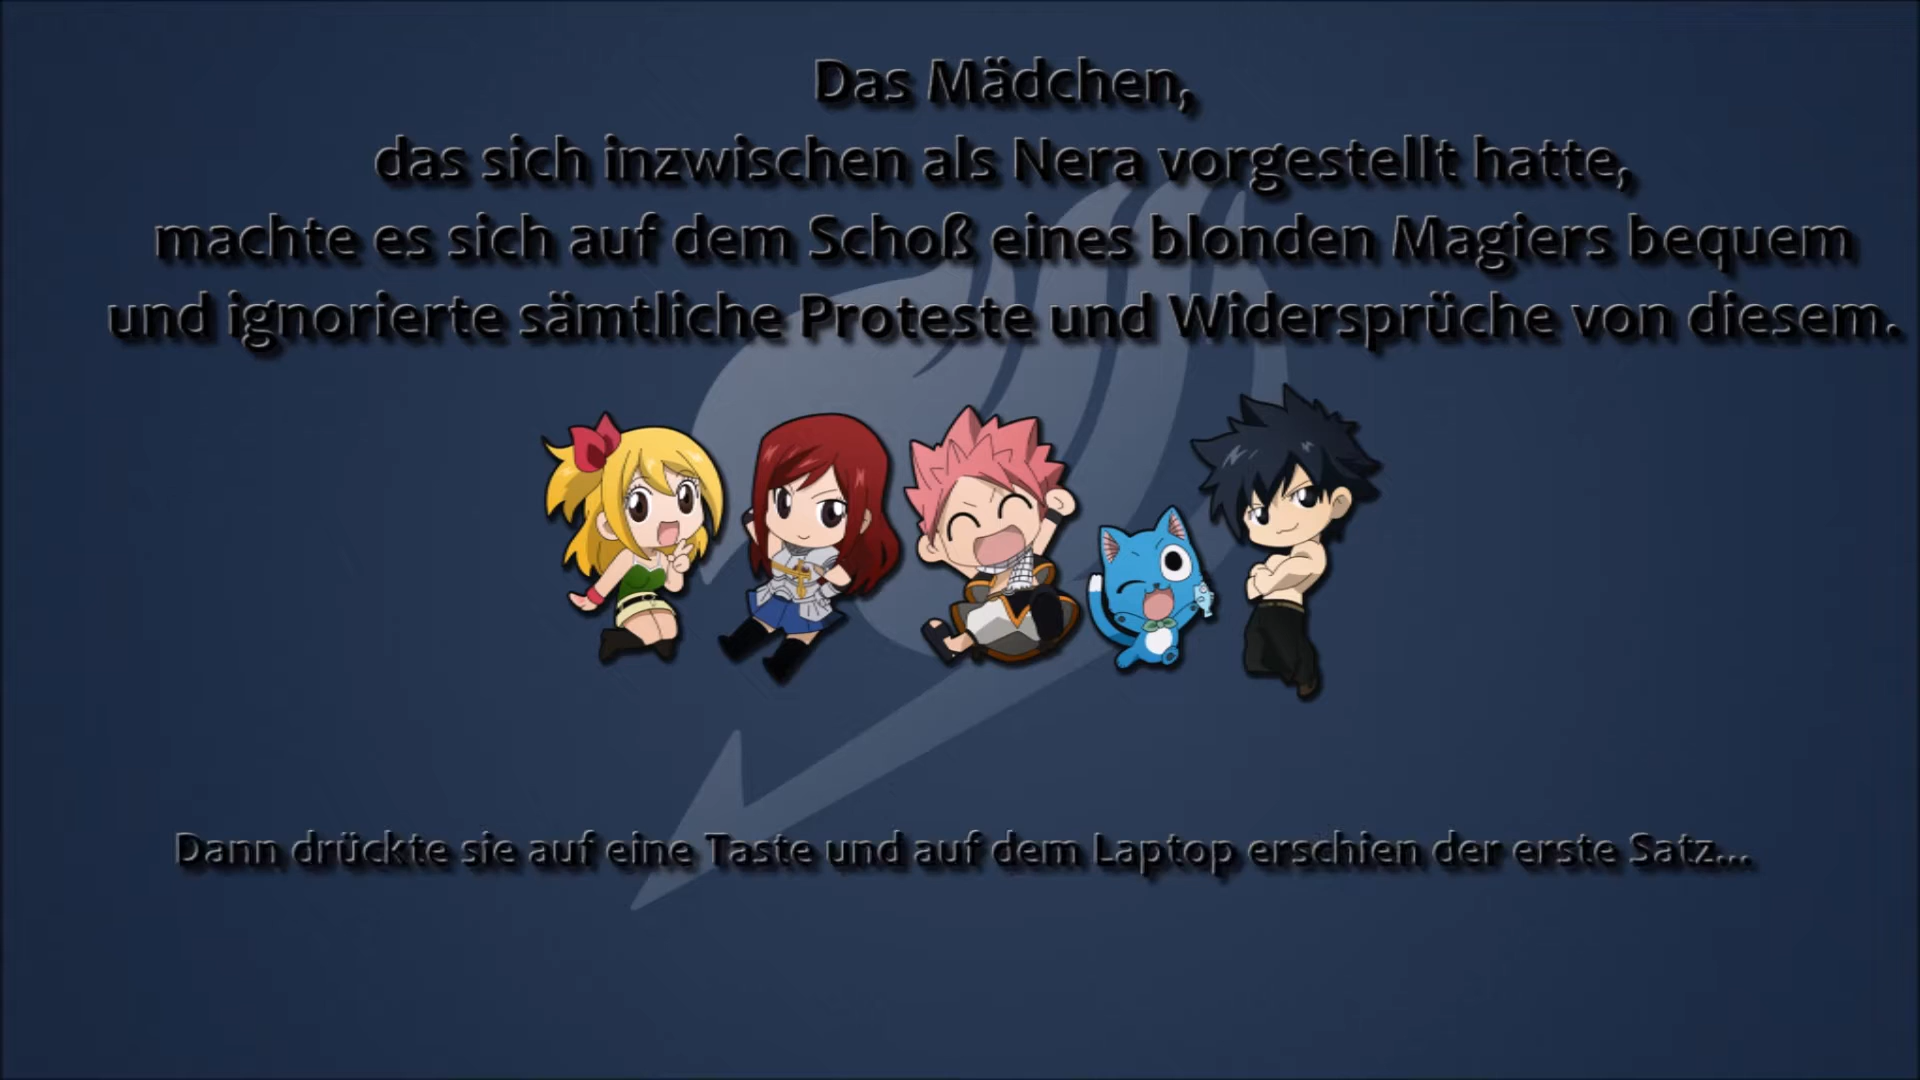 Das Mädchen,
das sich inzwischen als Nera vorgestellt hatte,
machte es sich auf dem Schoß eines blonden Magiers bequem
und ignorierte sämtliche Proteste und Widersprüche von diesem.
Dann drückte sie auf eine Taste und auf dem Laptop erschien der erste Satz...